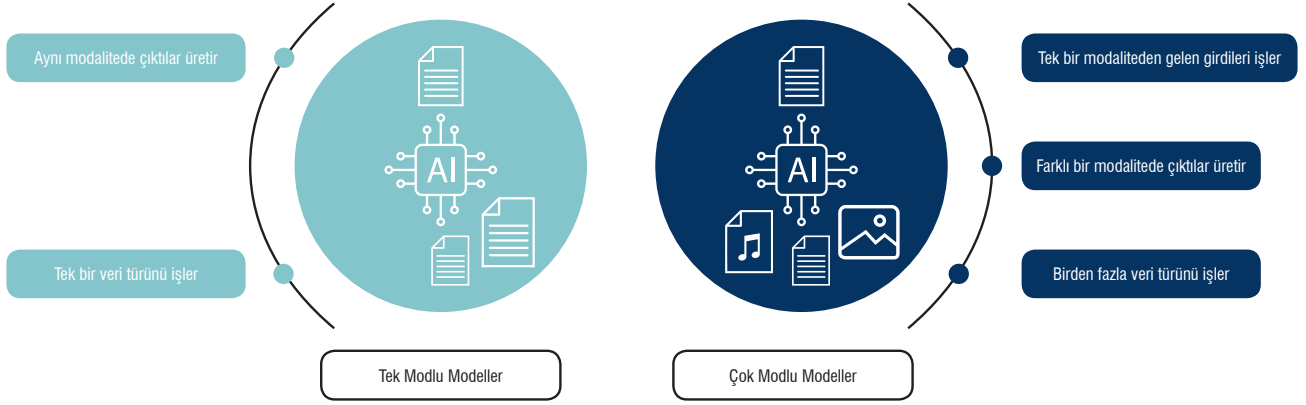 Aynı modalitede çıktılar üretir
Tek bir veri türünü işler
AI
Tek Modlu Modeller
AI
Çok Modlu Modeller
Tek bir modaliteden gelen girdileri işler
Farklı bir modalitede çıktılar üretir
Birden fazla veri türünü işler